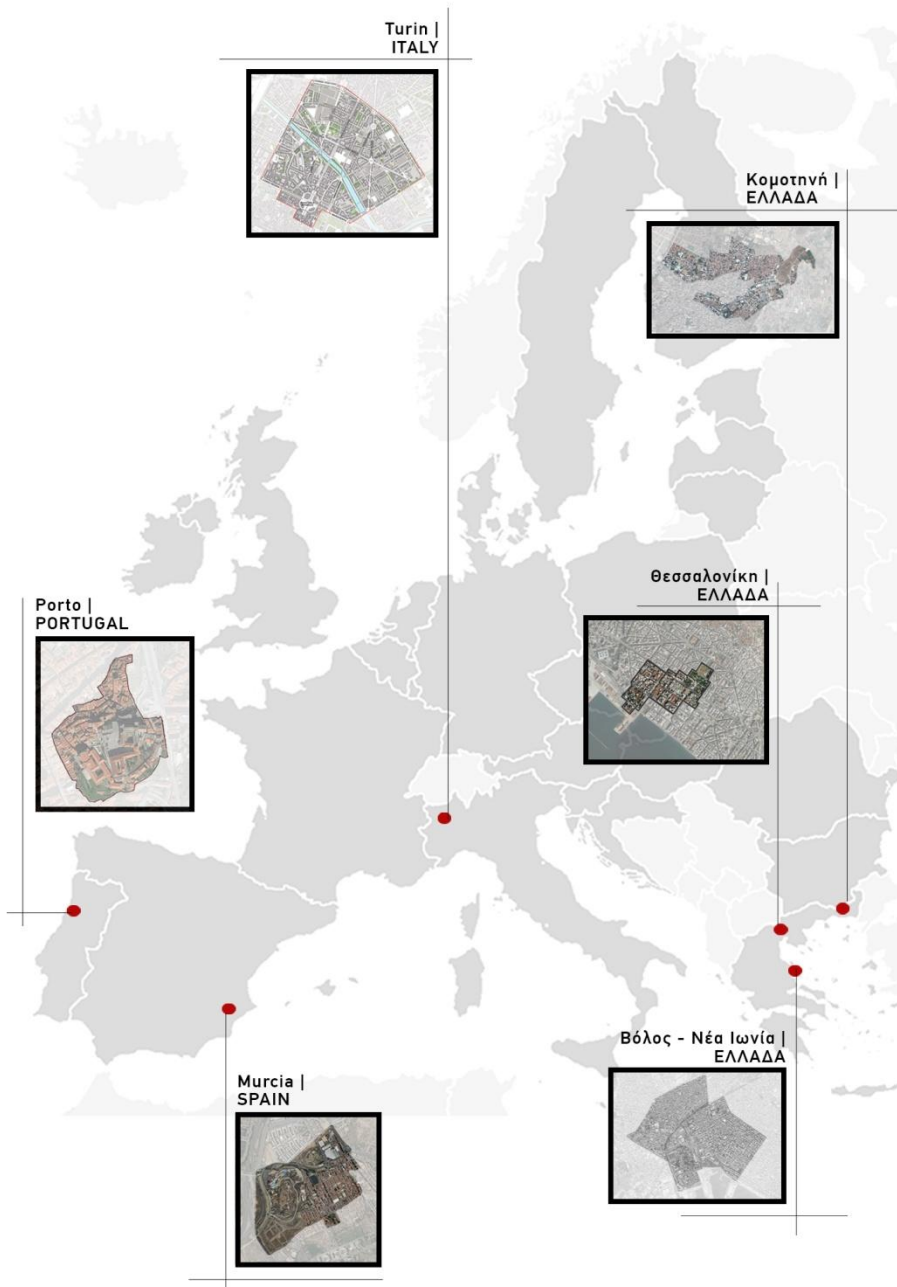 Turin |
ITALY
Κομοτηνή |
ΕΛΛΑΔΑ
Θεσσαλονίκη |
ΕΛΛΑΔΑ
Porto |
PORTUGAL
Βόλος - Νέα Ιωνία |
ΕΛΛΑΔΑ
Murcia |
SPAIN